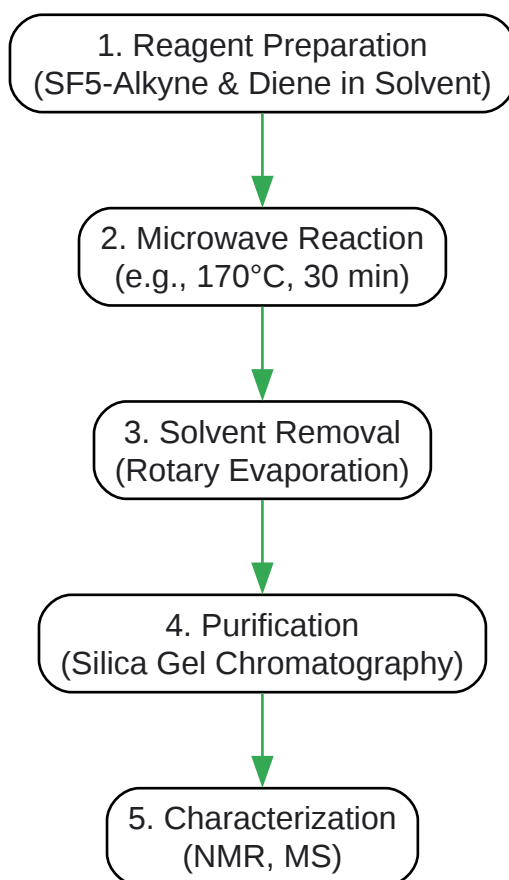 1. Reagent Preparation
(SF5-Alkyne & Diene in Solvent)
2. Microwave Reaction
(e.g., 170°C, 30 min)
3. Solvent Removal
(Rotary Evaporation)
4. Purification
(Silica Gel Chromatography)
5. Characterization
(NMR, MS)